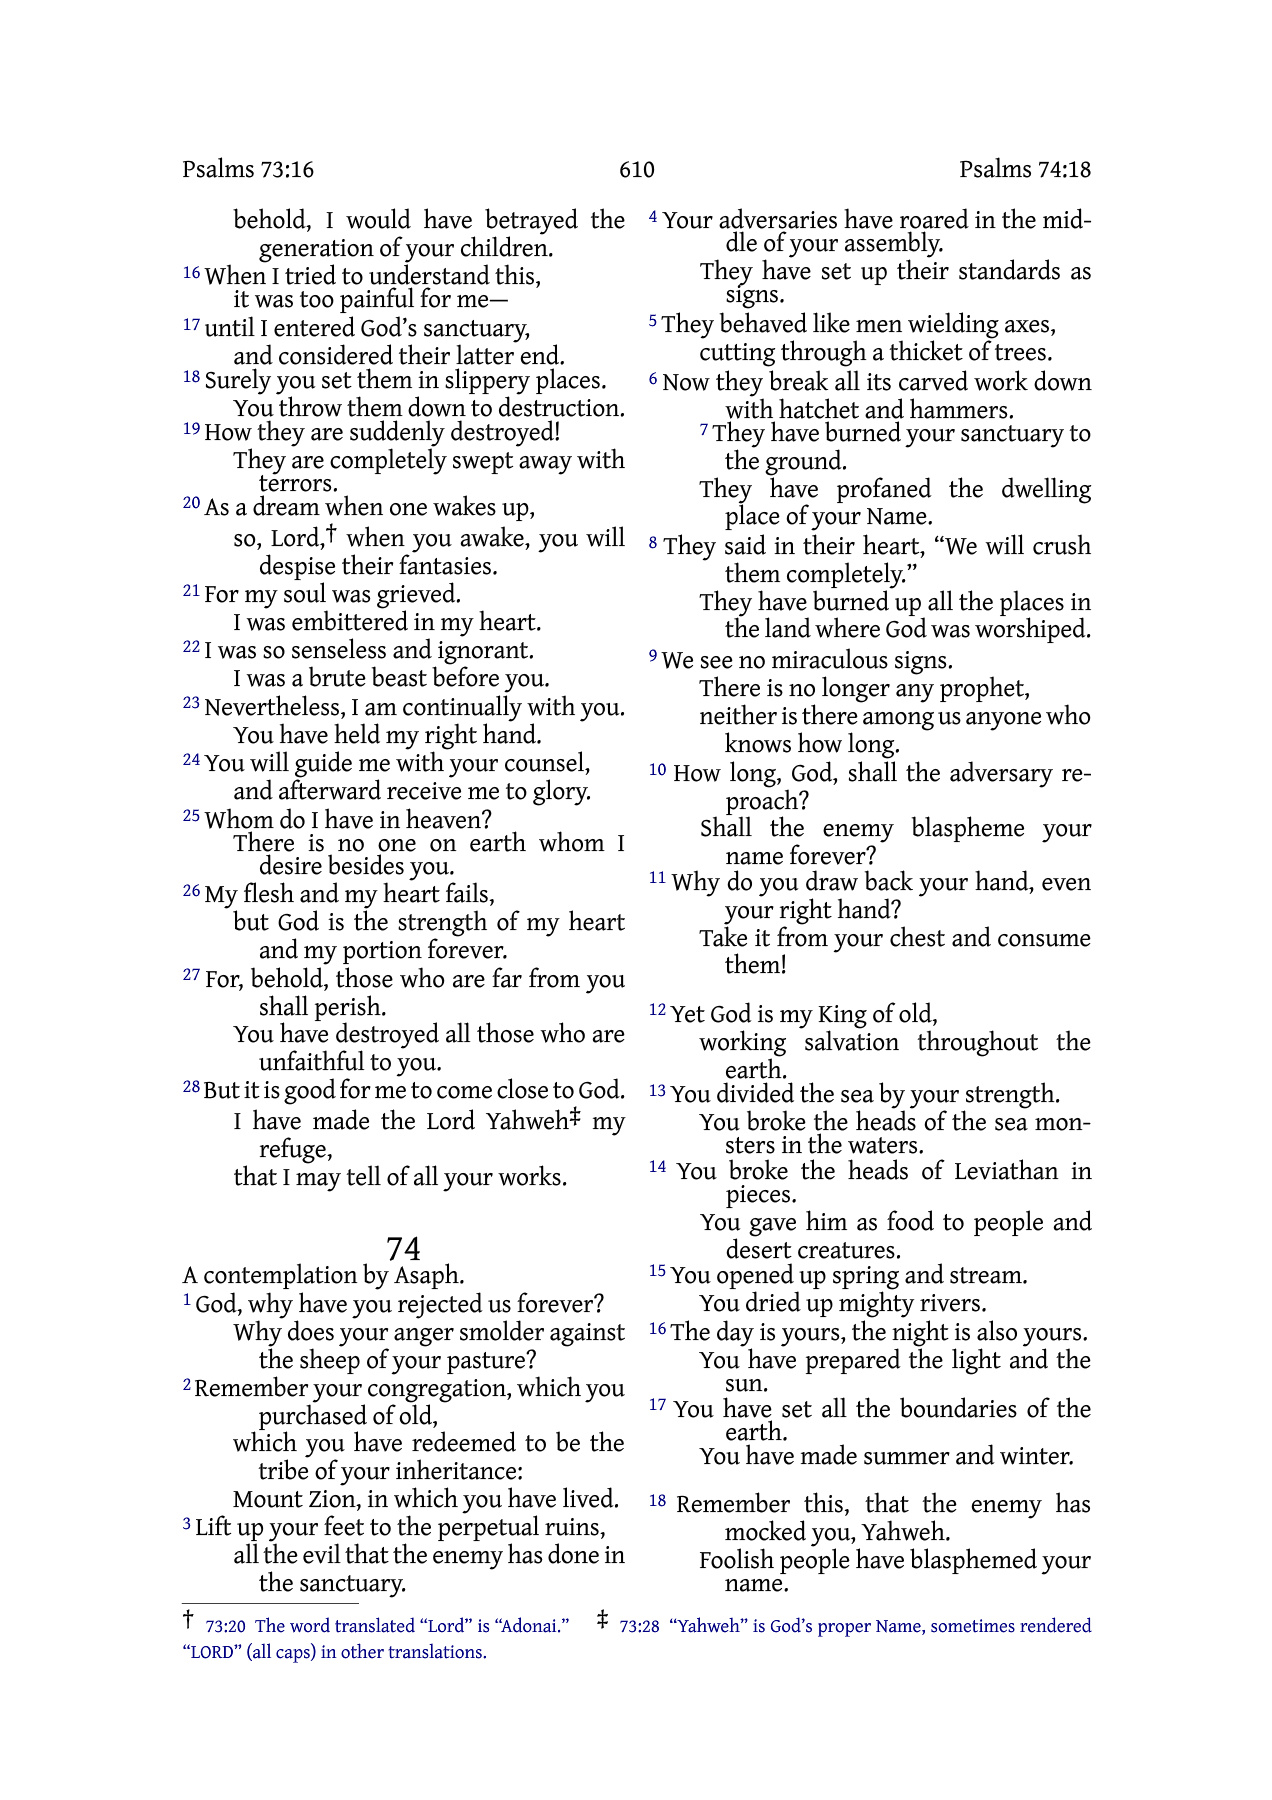 Psalms 73:16 610 Psalms 74:18
behold, I would have betrayed the
generation of your children.
16 When I tried to understand this,
it was too painful for me—
17 until I entered God’s sanctuary,
and considered their latter end.
18 Surely you set them in slippery places.
You throw them down to destruction.
19 How they are suddenly destroyed!
They are completely swept away with
terrors.
20 As a dream when one wakes up,
so, Lord,† when you awake, you will
despise their fantasies.
21 For my soul was grieved.
I was embittered in my heart.
22 I was so senseless and ignorant.
I was a brute beast before you.
23 Nevertheless, I am continually with you.
You have held my right hand.
24 You will guide me with your counsel,
and afterward receive me to glory.
25 Whom do I have in heaven?
There is no one on earth whom I
desire besides you.
26 My flesh and my heart fails,
but God is the strength of my heart
and my portion forever.
27 For, behold, those who are far from you
shall perish.
You have destroyed all those who are
unfaithful to you.
28 But it is good for me to come close to God.
I have made the Lord Yahweh‡ my
refuge,
that I may tell of all your works.
74
A contemplation by Asaph.
1 God, why have you rejected us forever?
Why does your anger smolder against
the sheep of your pasture?
2 Remember your congregation, which you
purchased of old,
which you have redeemed to be the
tribe of your inheritance:
Mount Zion, in which you have lived.
3 Lift up your feet to the perpetual ruins,
all the evil that the enemy has done in
the sanctuary.
4 Your adversaries have roared in the mid-
dle of your assembly.
They have set up their standards as
signs.
5 They behaved like men wielding axes,
cutting through a thicket of trees.
6 Now they break all its carved work down
with hatchet and hammers.
7 They have burned your sanctuary to
the ground.
They have profaned the dwelling
place of your Name.
8 They said in their heart, “We will crush
them completely.”
They have burned up all the places in
the land where God was worshiped.
9 We see no miraculous signs.
There is no longer any prophet,
neither is there among us anyone who
knows how long.
10 How long, God, shall the adversary re-
proach?
Shall the enemy blaspheme your
name forever?
11 Why do you draw back your hand, even
your right hand?
Take it from your chest and consume
them!
12 Yet God is my King of old,
working salvation throughout the
earth.
13 You divided the sea by your strength.
You broke the heads of the sea mon-
sters in the waters.
14 You broke the heads of Leviathan in
pieces.
You gave him as food to people and
desert creatures.
15 You opened up spring and stream.
You dried up mighty rivers.
16 The day is yours, the night is also yours.
You have prepared the light and the
sun.
17 You have set all the boundaries of the
earth.
You have made summer and winter.
18 Remember this, that the enemy has
mocked you, Yahweh.
Foolish people have blasphemed your
name.
† 73:20 The word translated “Lord” is “Adonai.” ‡ 73:28 “Yahweh” is God’s proper Name, sometimes rendered
“LORD” (all caps) in other translations.